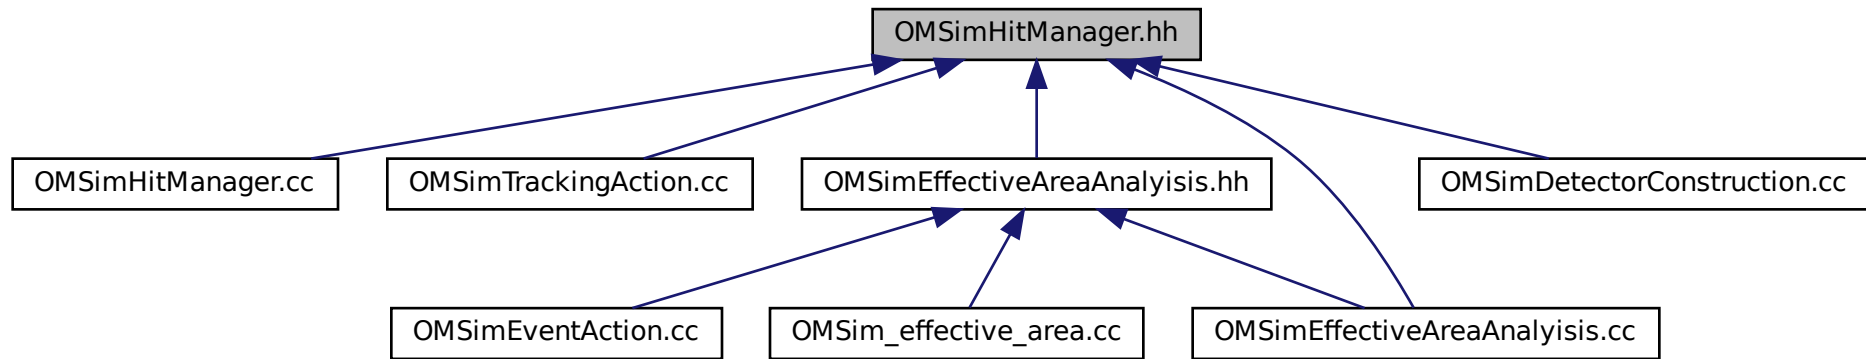 OMSimHitManager.hh
OMSimHitManager.cc
OMSimTrackingAction.cc
OMSimEffectiveAreaAnalyisis.hh
OMSimDetectorConstruction.cc
OMSimEventAction.cc
OMSim_effective_area.cc
OMSimEffectiveAreaAnalyisis.cc